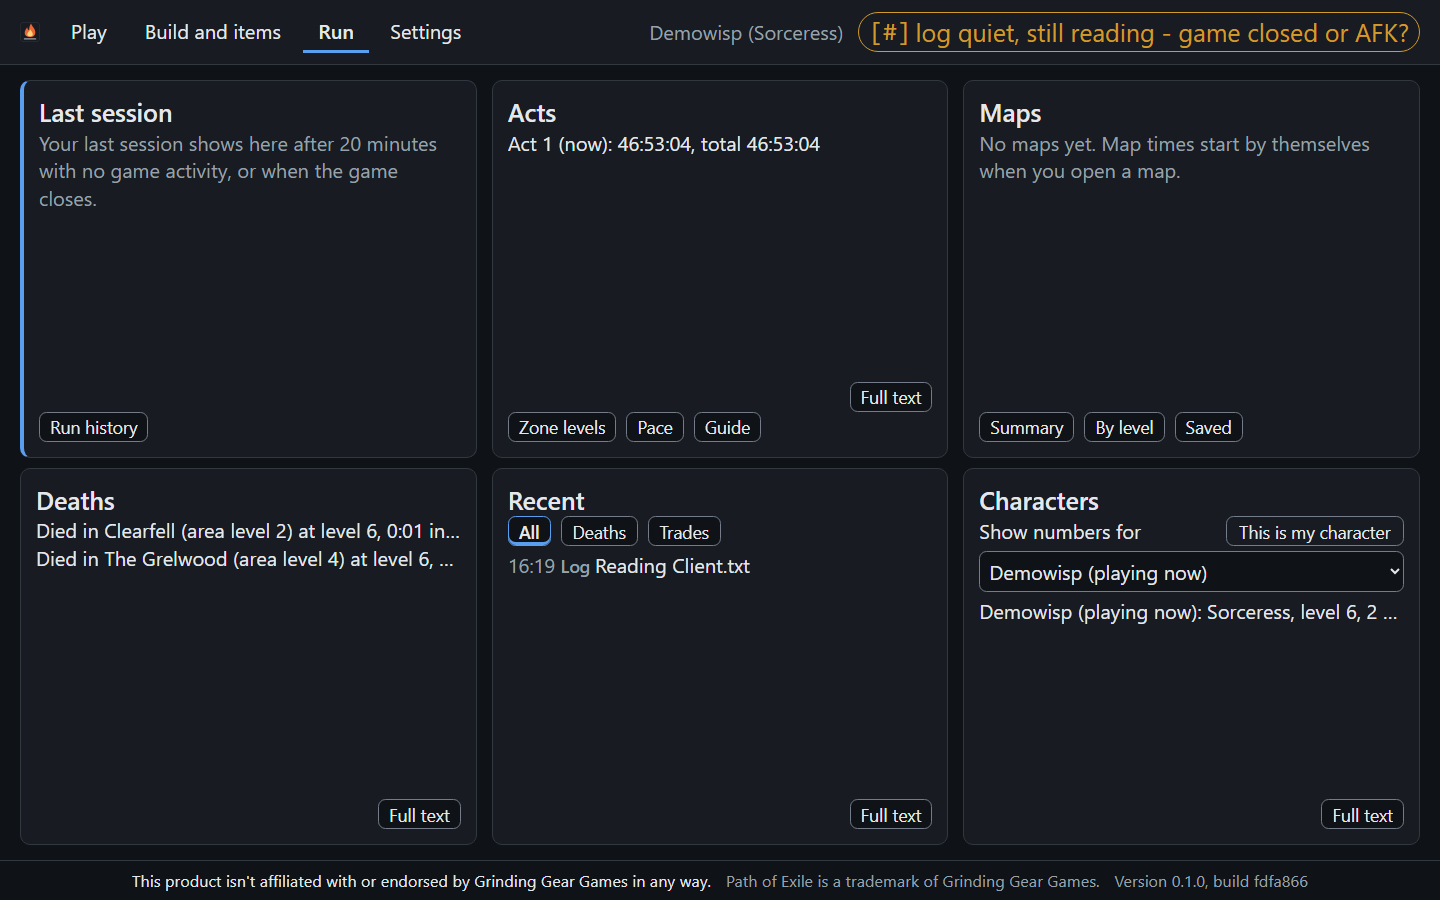 Play Build and items Run Settings Demowisp (Sorceress) [#] log quiet, still reading - game closed or AFK?
Last session
Your last session shows here after 20 minutes
with no game activity, or when the game
closes.
Run history
Acts
Act 1 (now): 46:53:04, total 46:53:04
Full text
Zone levels Pace Guide
Maps
No maps yet. Map times start by themselves
when you open a map.
Summary By level Saved
Deaths
Died in Clearfell (area level 2) at level 6, 0:01 in...
Died in The Grelwood (area level 4) at level 6, ...
Full text
Recent
All Deaths Trades
16:19 Log Reading Client.txt
Full text
Characters
Show numbers for This is my character
Demowisp (playing now)
Demowisp (playing now): Sorceress, level 6, 2 ...
Full text
This product isn't affiliated with or endorsed by Grinding Gear Games in any way. Path of Exile is a trademark of Grinding Gear Games. Version 0.1.0, build fdfa866